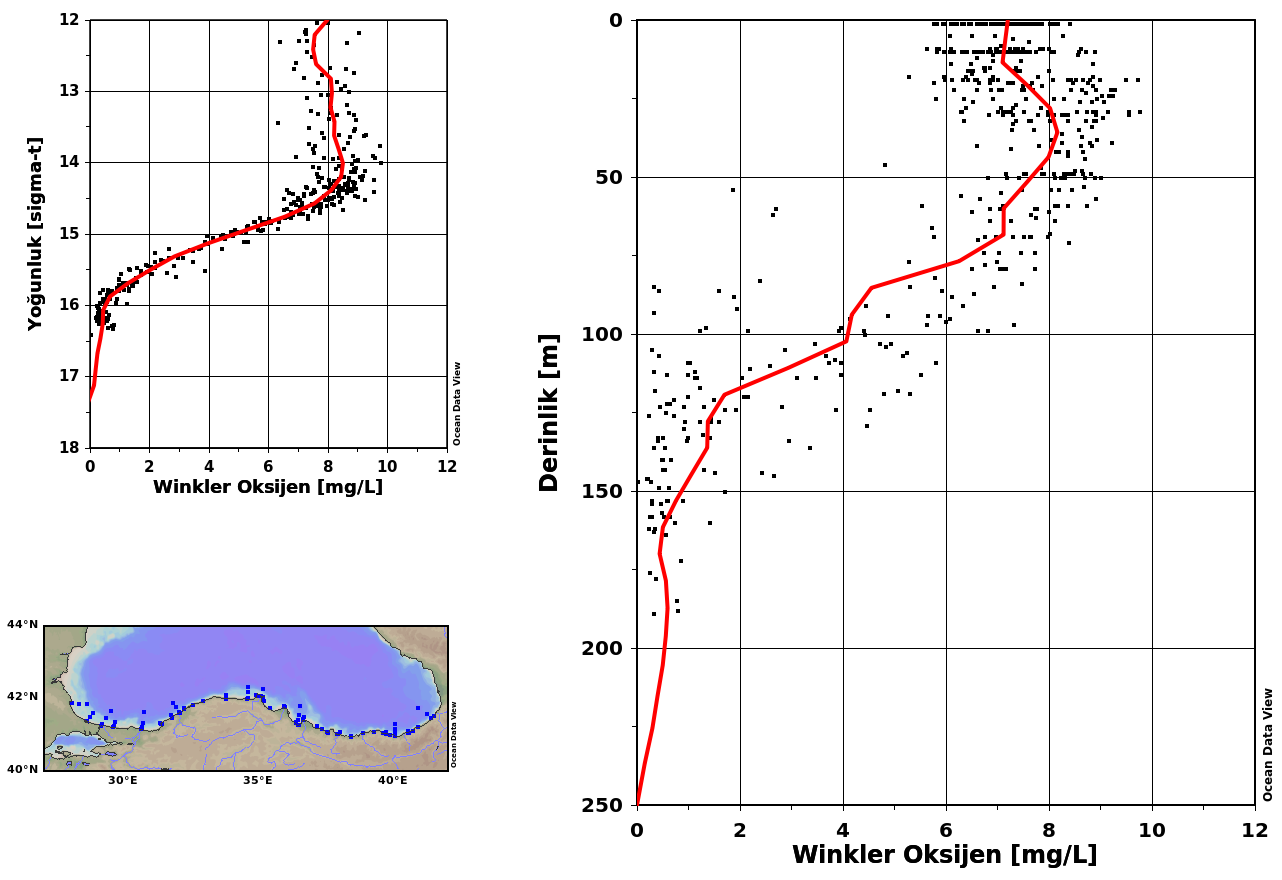 12
13
14
15
16
17
18
Yoğunluk [sigma-t]
0 2 4 6 8 10 12
Winkler Oksijen [mg/L]
Ocean Data View
44°N
42°N
40°N
30°E 35°E 40°E
Ocean Data View
0
50
100
150
200
250
Derinlik [m]
0 2 4 6 8 10 12
Winkler Oksijen [mg/L]
Ocean Data View